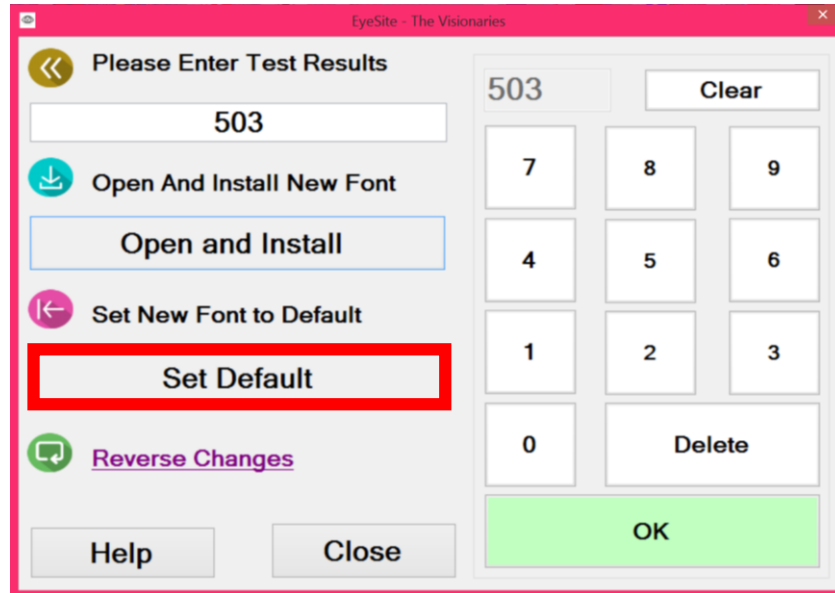 EyeSite - The Visionaries
Please Enter Test Results
503
Open And Install New Font
Open and Install
Set New Font to Default
Set Default
Reverse Changes
Help
Close
503
Clear
7 8 9
4 5 6
1 2 3
0 Delete
OK